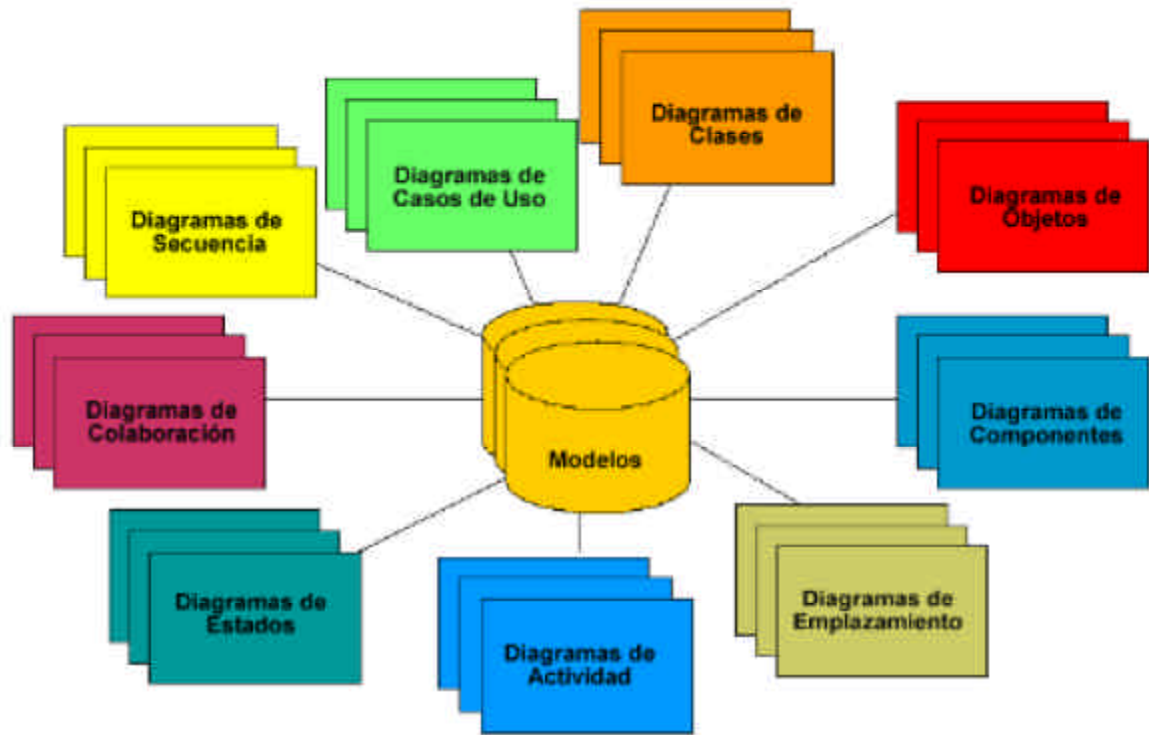 Diagramas de
Clases
Diagramas de
Casos de Uso
Diagramas de
Objetos
Diagramas de
Secuencia
Diagramas de
Colaboración
Diagramas de
Componentes
Modelos
Diagramas de
Estados
Diagramas de
Emplazamiento
Diagramas de
Actividad